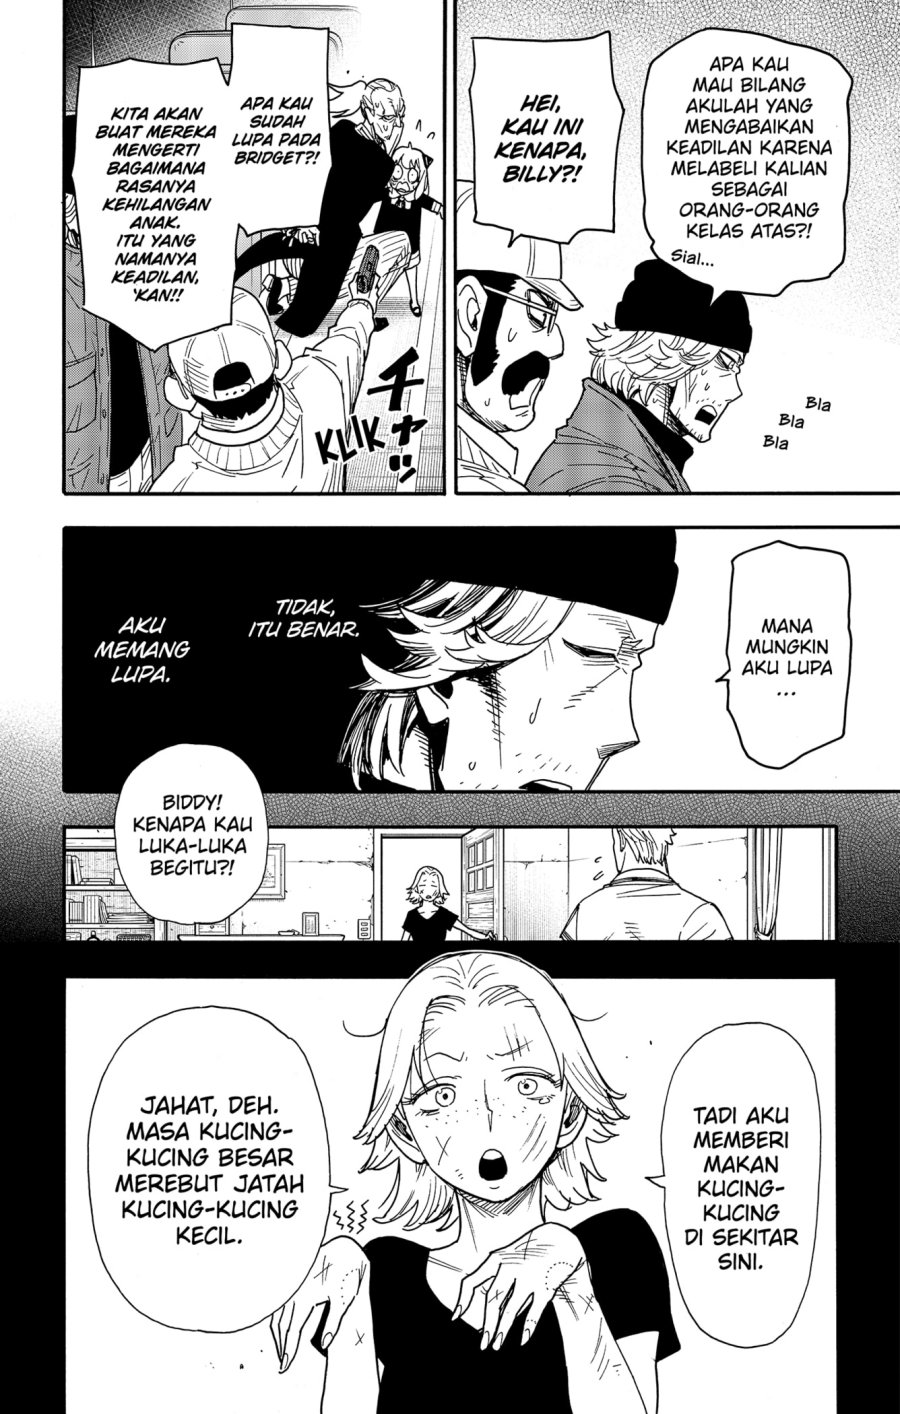 APA KAU
MAU BILANG
AKULAH YANG
MENGABAIKAN
KEADILAN KARENA
MELABELI KALIAN
SEBAGAI
ORANG-ORANG
KELAS ATAS?!
Sial...
HEI,
KAU INI
KENAPA,
BILLY?!
Bla
Bla
Bla
APA KAU
SUDAH
LUPA PADA
BRIDGET?!
KITA AKAN
BUAT MEREKA
MENGERTI
BAGAIMANA
RASANYA
KEHILANGAN
ANAK.
ITU YANG
NAMANYA
KEADILAN,
'KAN!!
チャッ
KLIK
MANA
MUNGKIN
AKU LUPA
...
TIDAK,
ITU BENAR.
AKU
MEMANG
LUPA.
BIDDY!
KENAPA KAU
LUKA-LUKA
BEGITU?!
TADI AKU
MEMBERI
MAKAN
KUCING-
KUCING
DI SEKITAR
SINI.
JAHAT, DEH.
MASA KUCING-
KUCING BESAR
MEREBUT JATAH
KUCING-KUCING
KECIL.